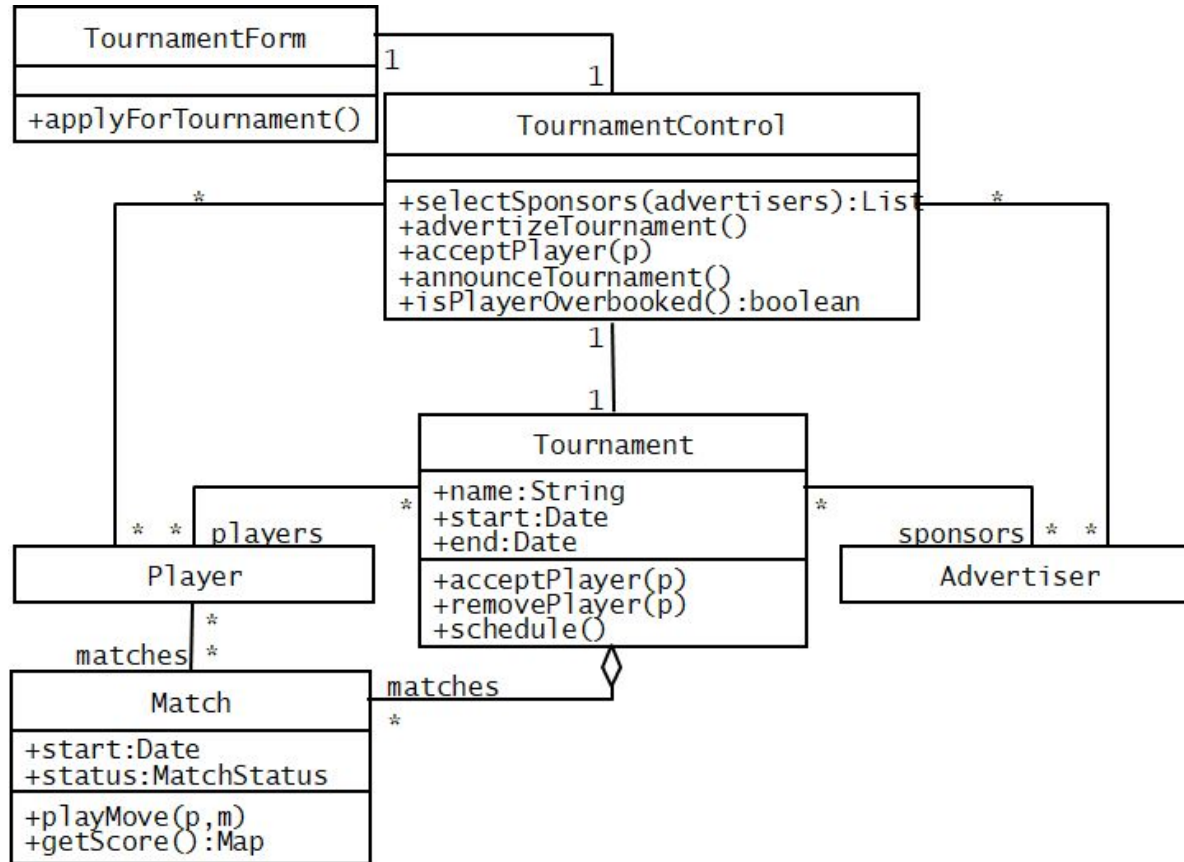 TournamentForm
1
+applyForTournament()
1
TournamentControl
* *
+selectSponsors(advertisers):List
+advertizeTournament()
+acceptPlayer(p)
+announceTournament()
+isPlayerOverbooked():boolean
1
1
Tournament
+name:String
+start:Date
+end:Date
* *
* * players
sponsors * *
Player
Advertiser
+acceptPlayer(p)
+removePlayer(p)
+schedule()
*
matches *
Match
matches
*
+start:Date
+status:MatchStatus
+playMove(p,m)
+getScore():Map